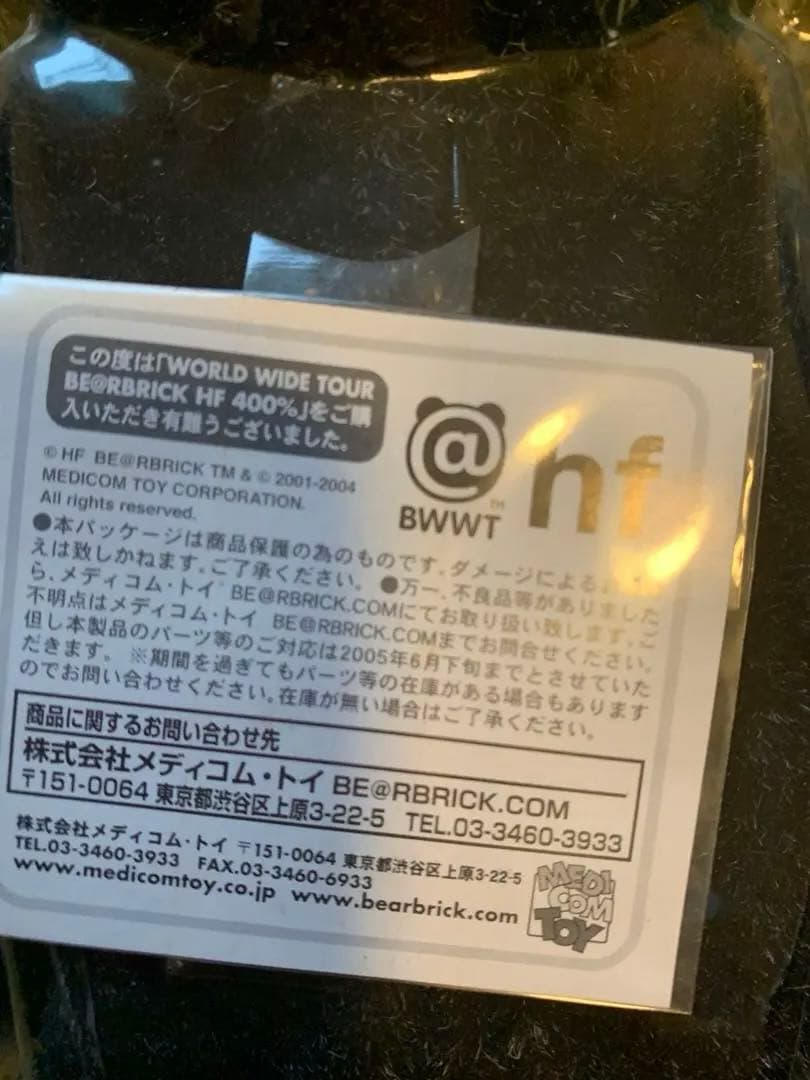 この度は「WORLD WIDE TOUR
BE@RBRICK HF 400%」をご購
入いただき有難うございました。
@
BWWT
TM
hf
© HF BE@RBRICK TM & © 2001-2004
MEDICOM TOY CORPORATION.
All rights reserved.
●本パッケージは商品保護の為のものです。ダメージによる
えは致しかねます。ご了承ください。 ●万一、不良品等がありました
ら、メディコム・トイ BE@RBRICK.COMにてお取り扱い致します。ご
不明点はメディコム・トイ BE@RBRICK.COMまでお問合せください。
但し本製品のパーツ等のご対応は2005年6月下旬までとさせていた
だきます。 ※期間を過ぎてもパーツ等の在庫がある場合もあります
のでお問い合わせください。在庫が無い場合はご了承ください。
商品に関するお問い合わせ先
株式会社メディコム・トイ BE@RBRICK.COM
〒151-0064 東京都渋谷区上原3-22-5 TEL.03-3460-3933
株式会社メディコム・トイ 〒151-0064 東京都渋谷区上原3-22-5
TEL.03-3460-3933 FAX.03-3460-6933
www.medicomtoy.co.jp www.bearbrick.com
MEDI
COM
TOY